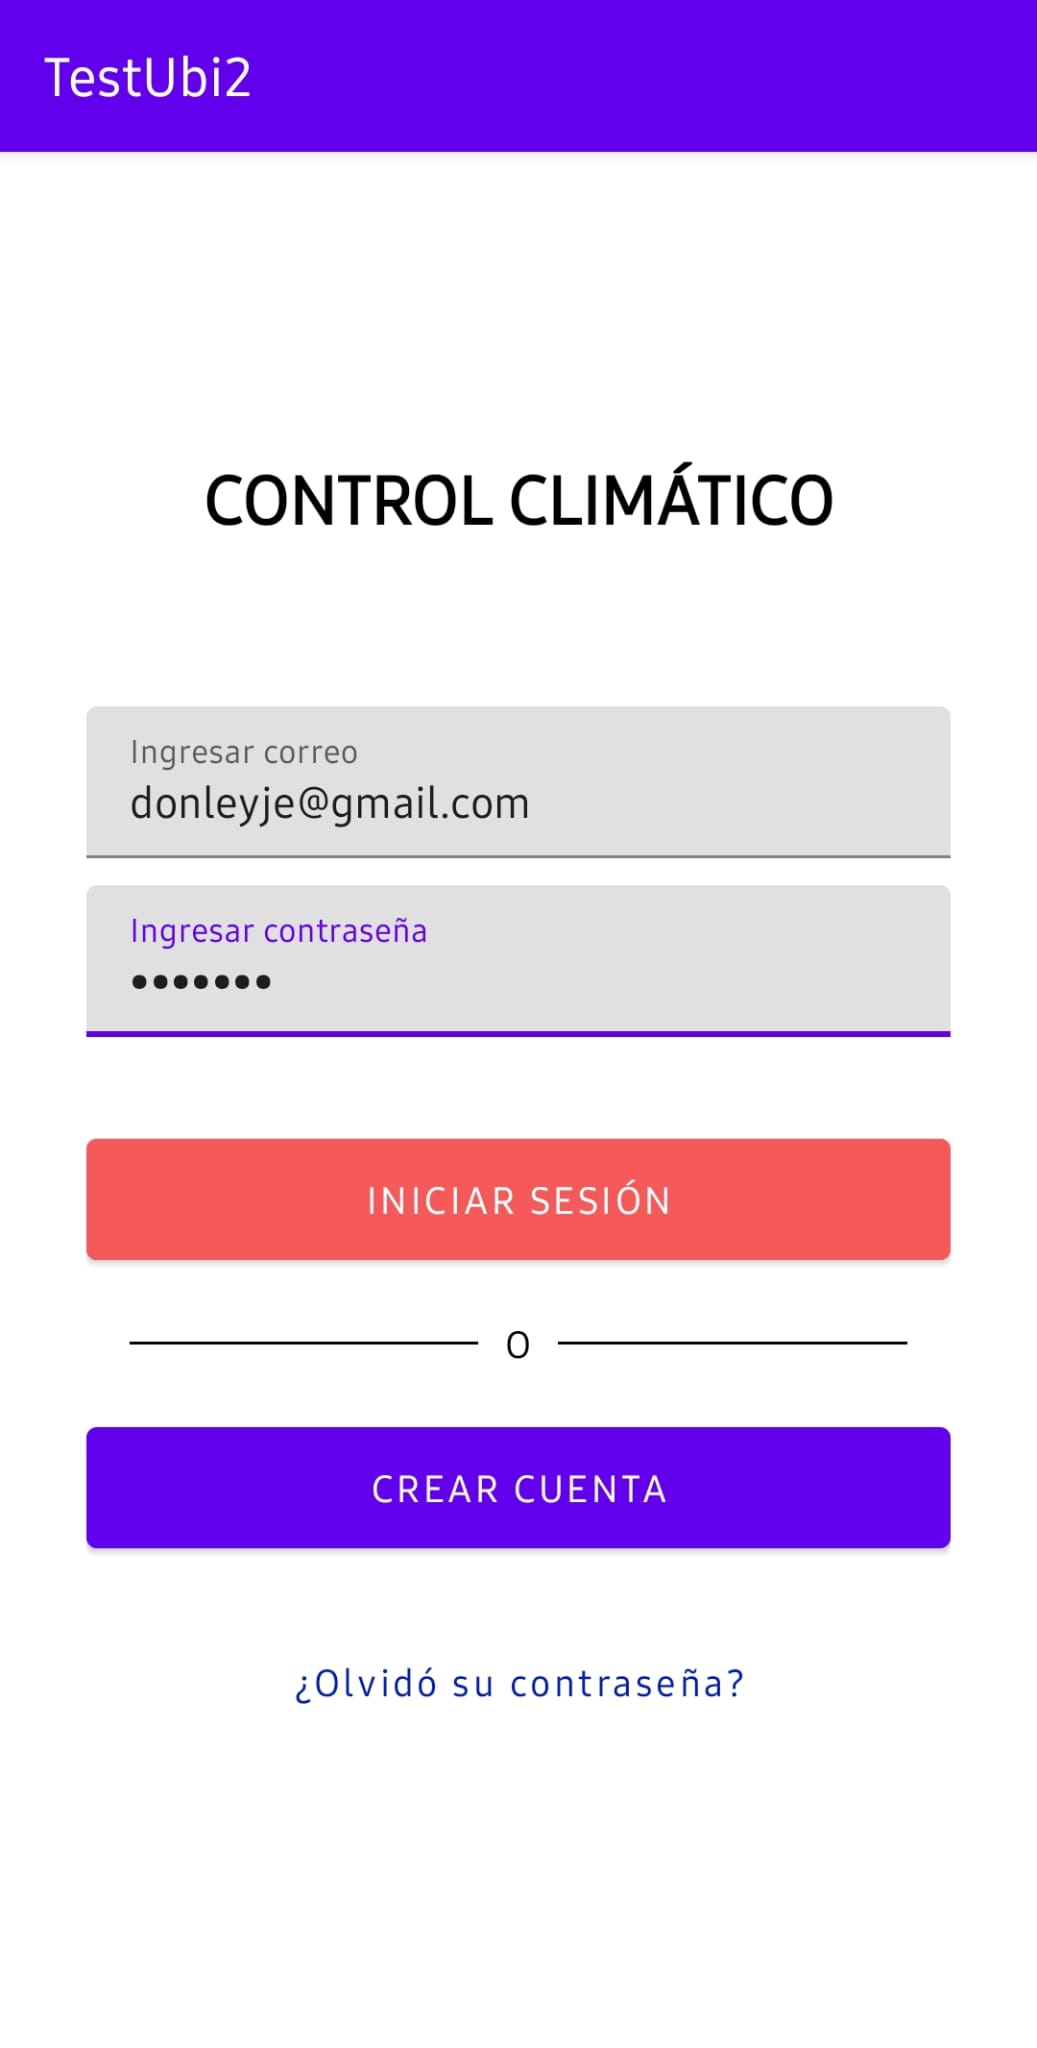 TestUbi2
CONTROL CLIMÁTICO
Ingresar correo
donleyje@gmail.com
Ingresar contraseña
•••••••
INICIAR SESIÓN
O
CREAR CUENTA
¿Olvidó su contraseña?